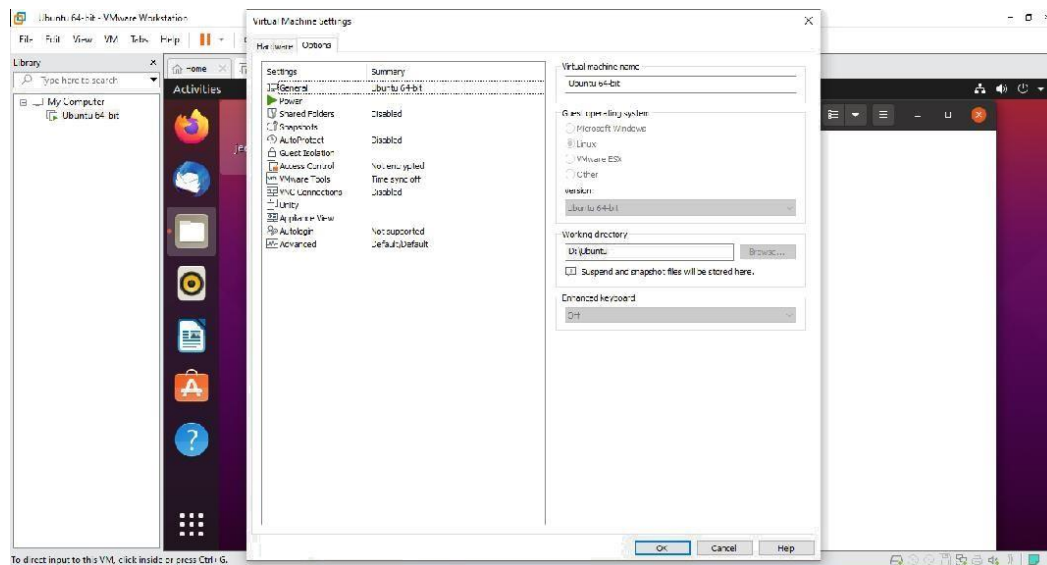 Ubuntu 64-bit - VMware Workstation
File Edit View VM Tabs Help
Library
Type here to search
My Computer
Ubuntu 64-bit
Home
Activities
Virtual Machine Settings
Hardware Options
Settings Summary
General Ubuntu 64-bit
Power
Shared Folders Disabled
Snapshots
AutoProtect Disabled
Guest Isolation
Access Control Not encrypted
VMware Tools Time sync off
VNC Connections Disabled
Unity
Appliance View
Autologin Not supported
Advanced Default/Default
Virtual machine name
Ubuntu 64-bit
Guest operating system
Microsoft Windows
Linux
VMware ESX
Other
Version:
Ubuntu 64-bit
Working directory
D:\Ubuntu
Browse...
Suspend and snapshot files will be stored here.
Enhanced keyboard
Off
OK Cancel Help
To direct input to this VM, click inside or press Ctrl+G.